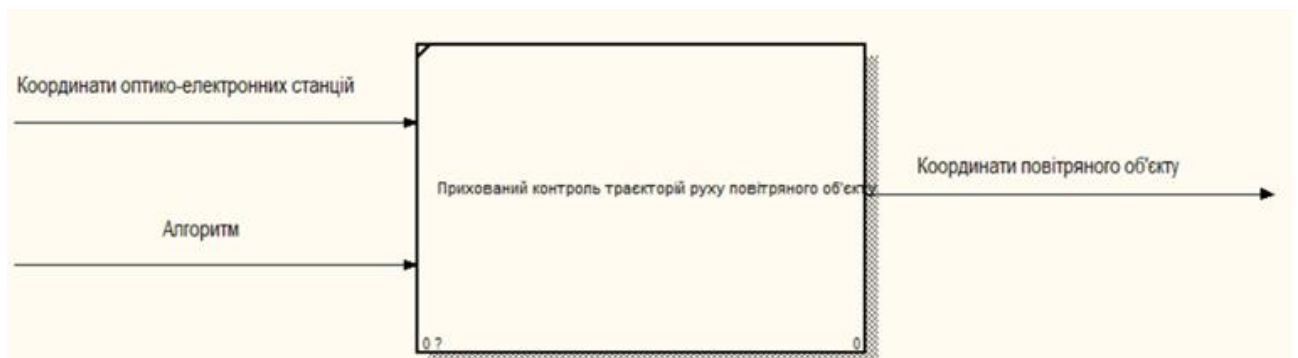 Координати оптико-електронних станцій
Координати повітряного об'єкту
Прихований контроль траєкторій руху повітряного об'єкту
Алгоритм
0 ?
0